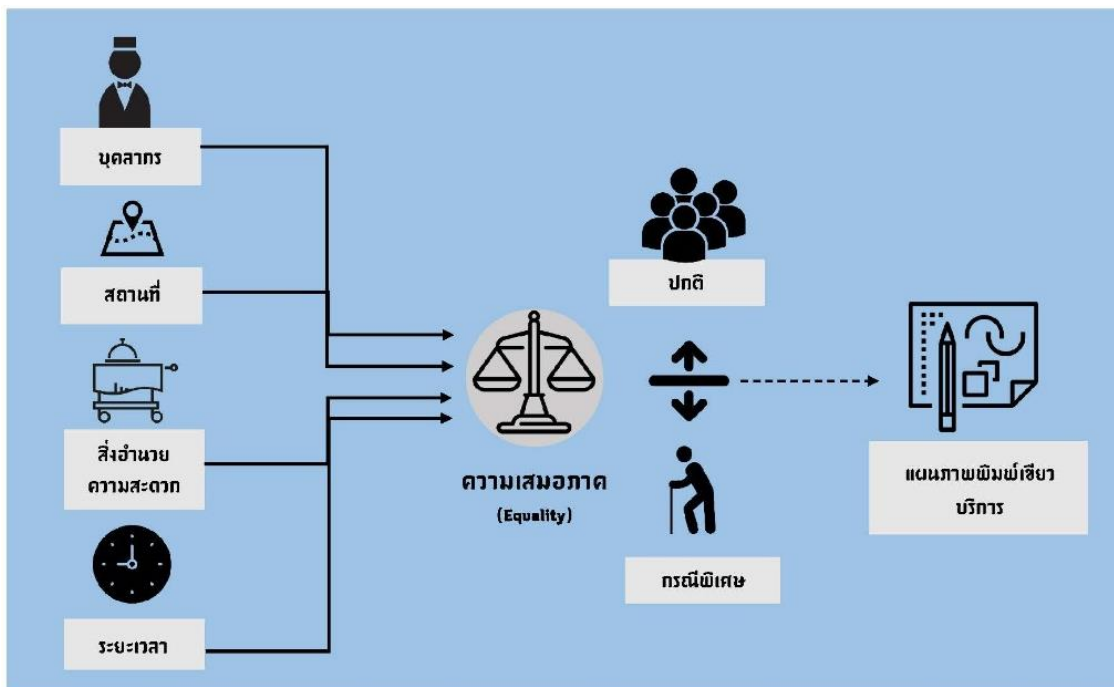 บุคลากร
สถานที่
สิ่งอำนวย
ความสะดวก
ระยะเวลา
ความเสมอภาค
(Equality)
ปกติ
กรณีพิเศษ
แผนภาพพิมพ์เขียว
บริการ